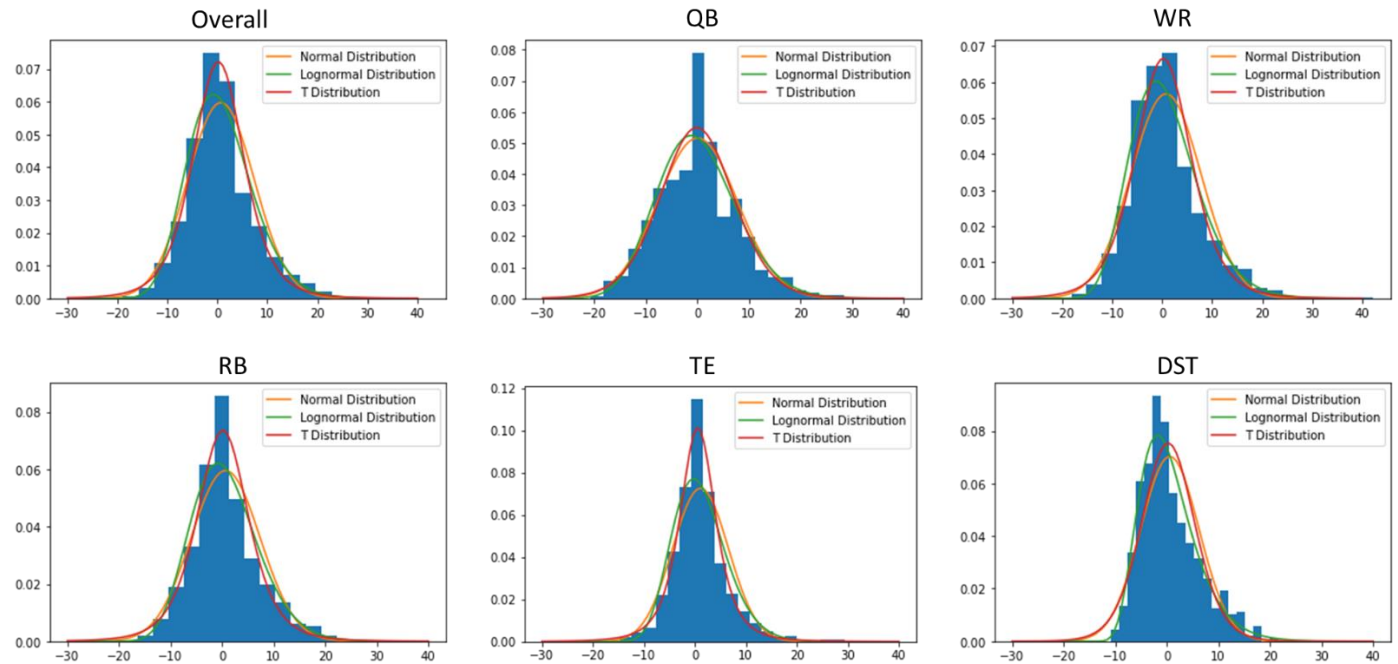 Overall
Normal Distribution
Lognormal Distribution
T Distribution
0.07
0.06
0.05
0.04
0.03
0.02
0.01
0.00
−30 −20 −10 0 10 20 30 40
QB
Normal Distribution
Lognormal Distribution
T Distribution
0.08
0.07
0.06
0.05
0.04
0.03
0.02
0.01
0.00
−30 −20 −10 0 10 20 30 40
WR
Normal Distribution
Lognormal Distribution
T Distribution
0.07
0.06
0.05
0.04
0.03
0.02
0.01
0.00
−30 −20 −10 0 10 20 30 40
RB
Normal Distribution
Lognormal Distribution
T Distribution
0.08
0.06
0.04
0.02
0.00
−30 −20 −10 0 10 20 30 40
TE
Normal Distribution
Lognormal Distribution
T Distribution
0.12
0.10
0.08
0.06
0.04
0.02
0.00
−30 −20 −10 0 10 20 30 40
DST
Normal Distribution
Lognormal Distribution
T Distribution
0.08
0.06
0.04
0.02
0.00
−30 −20 −10 0 10 20 30 40